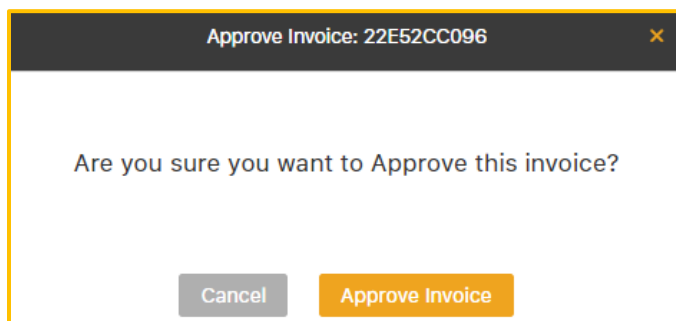 Approve Invoice: 22E52CC096 ×
Are you sure you want to Approve this invoice?
Cancel Approve Invoice